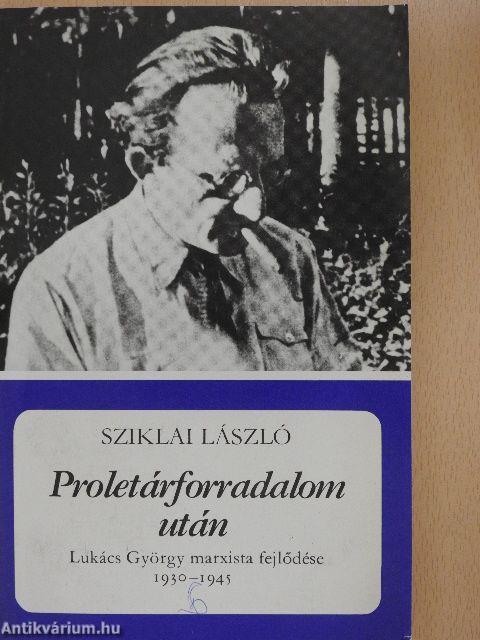 SZIKLAI LÁSZLÓ
Proletárforradalom
után
Lukács György marxista fejlődése
1930–1945
Antikvárium.hu